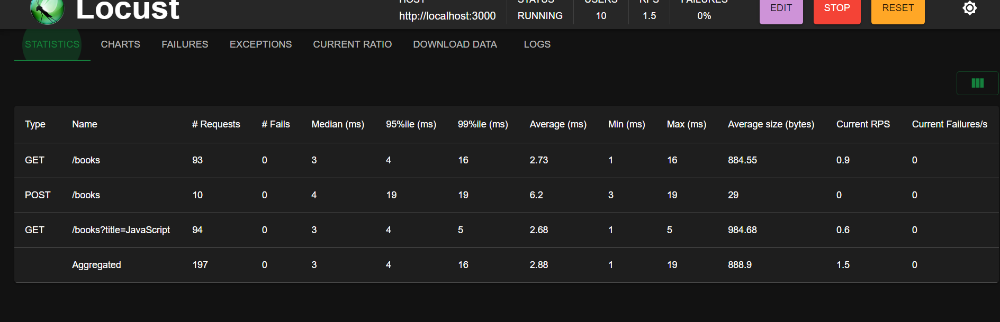 Locust
HOST STATUS USERS RPS FAILURES
http://localhost:3000 RUNNING 10 1.5 0%
EDIT STOP RESET
STATISTICS CHARTS FAILURES EXCEPTIONS CURRENT RATIO DOWNLOAD DATA LOGS
Type Name # Requests # Fails Median (ms) 95%ile (ms) 99%ile (ms) Average (ms) Min (ms) Max (ms) Average size (bytes) Current RPS Current Failures/s
GET /books 93 0 3 4 16 2.73 1 16 884.55 0.9 0
POST /books 10 0 4 19 19 6.2 3 19 29 0 0
GET /books?title=JavaScript 94 0 3 4 5 2.68 1 5 984.68 0.6 0
Aggregated 197 0 3 4 16 2.88 1 19 888.9 1.5 0